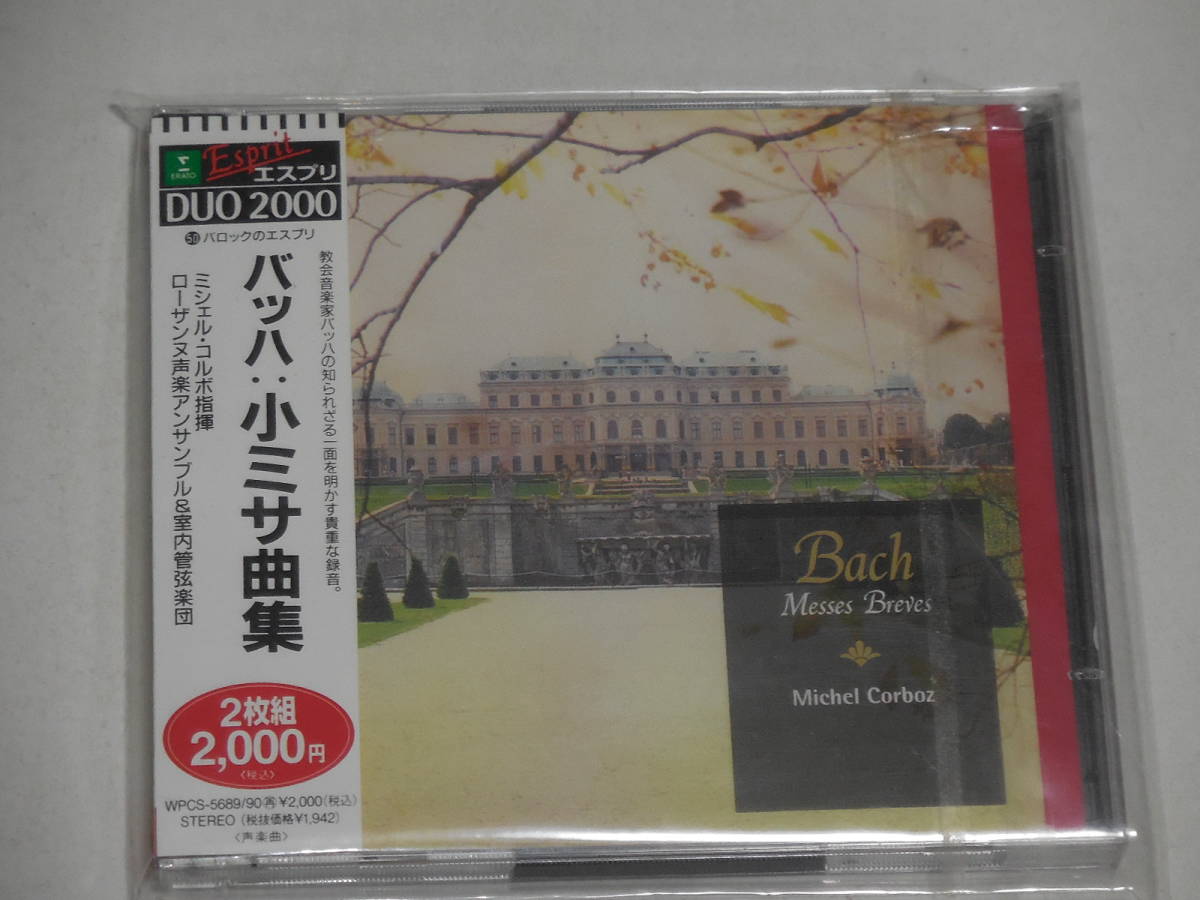 ERATO
Esprit
エスプリ
DUO 2000
50 バロックのエスプリ
教会音楽家バッハの知られざる一面を明かす貴重な録音。
バッハ:小ミサ曲集
ミシェル・コルボ指揮
ローザンヌ声楽アンサンブル&室内管弦楽団
2枚組
2,000円
〈税込〉
WPCS-5689/90 ㊕ ¥2,000(税込)
STEREO (税抜価格¥1,942)
〈声楽曲〉
Bach
Messes Breves
Michel Corboz